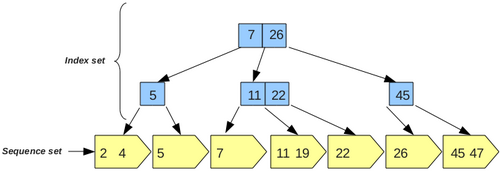 7 26
Index set
5 11 22 45
Sequence set 2 4 5 7 11 19 22 26 45 47